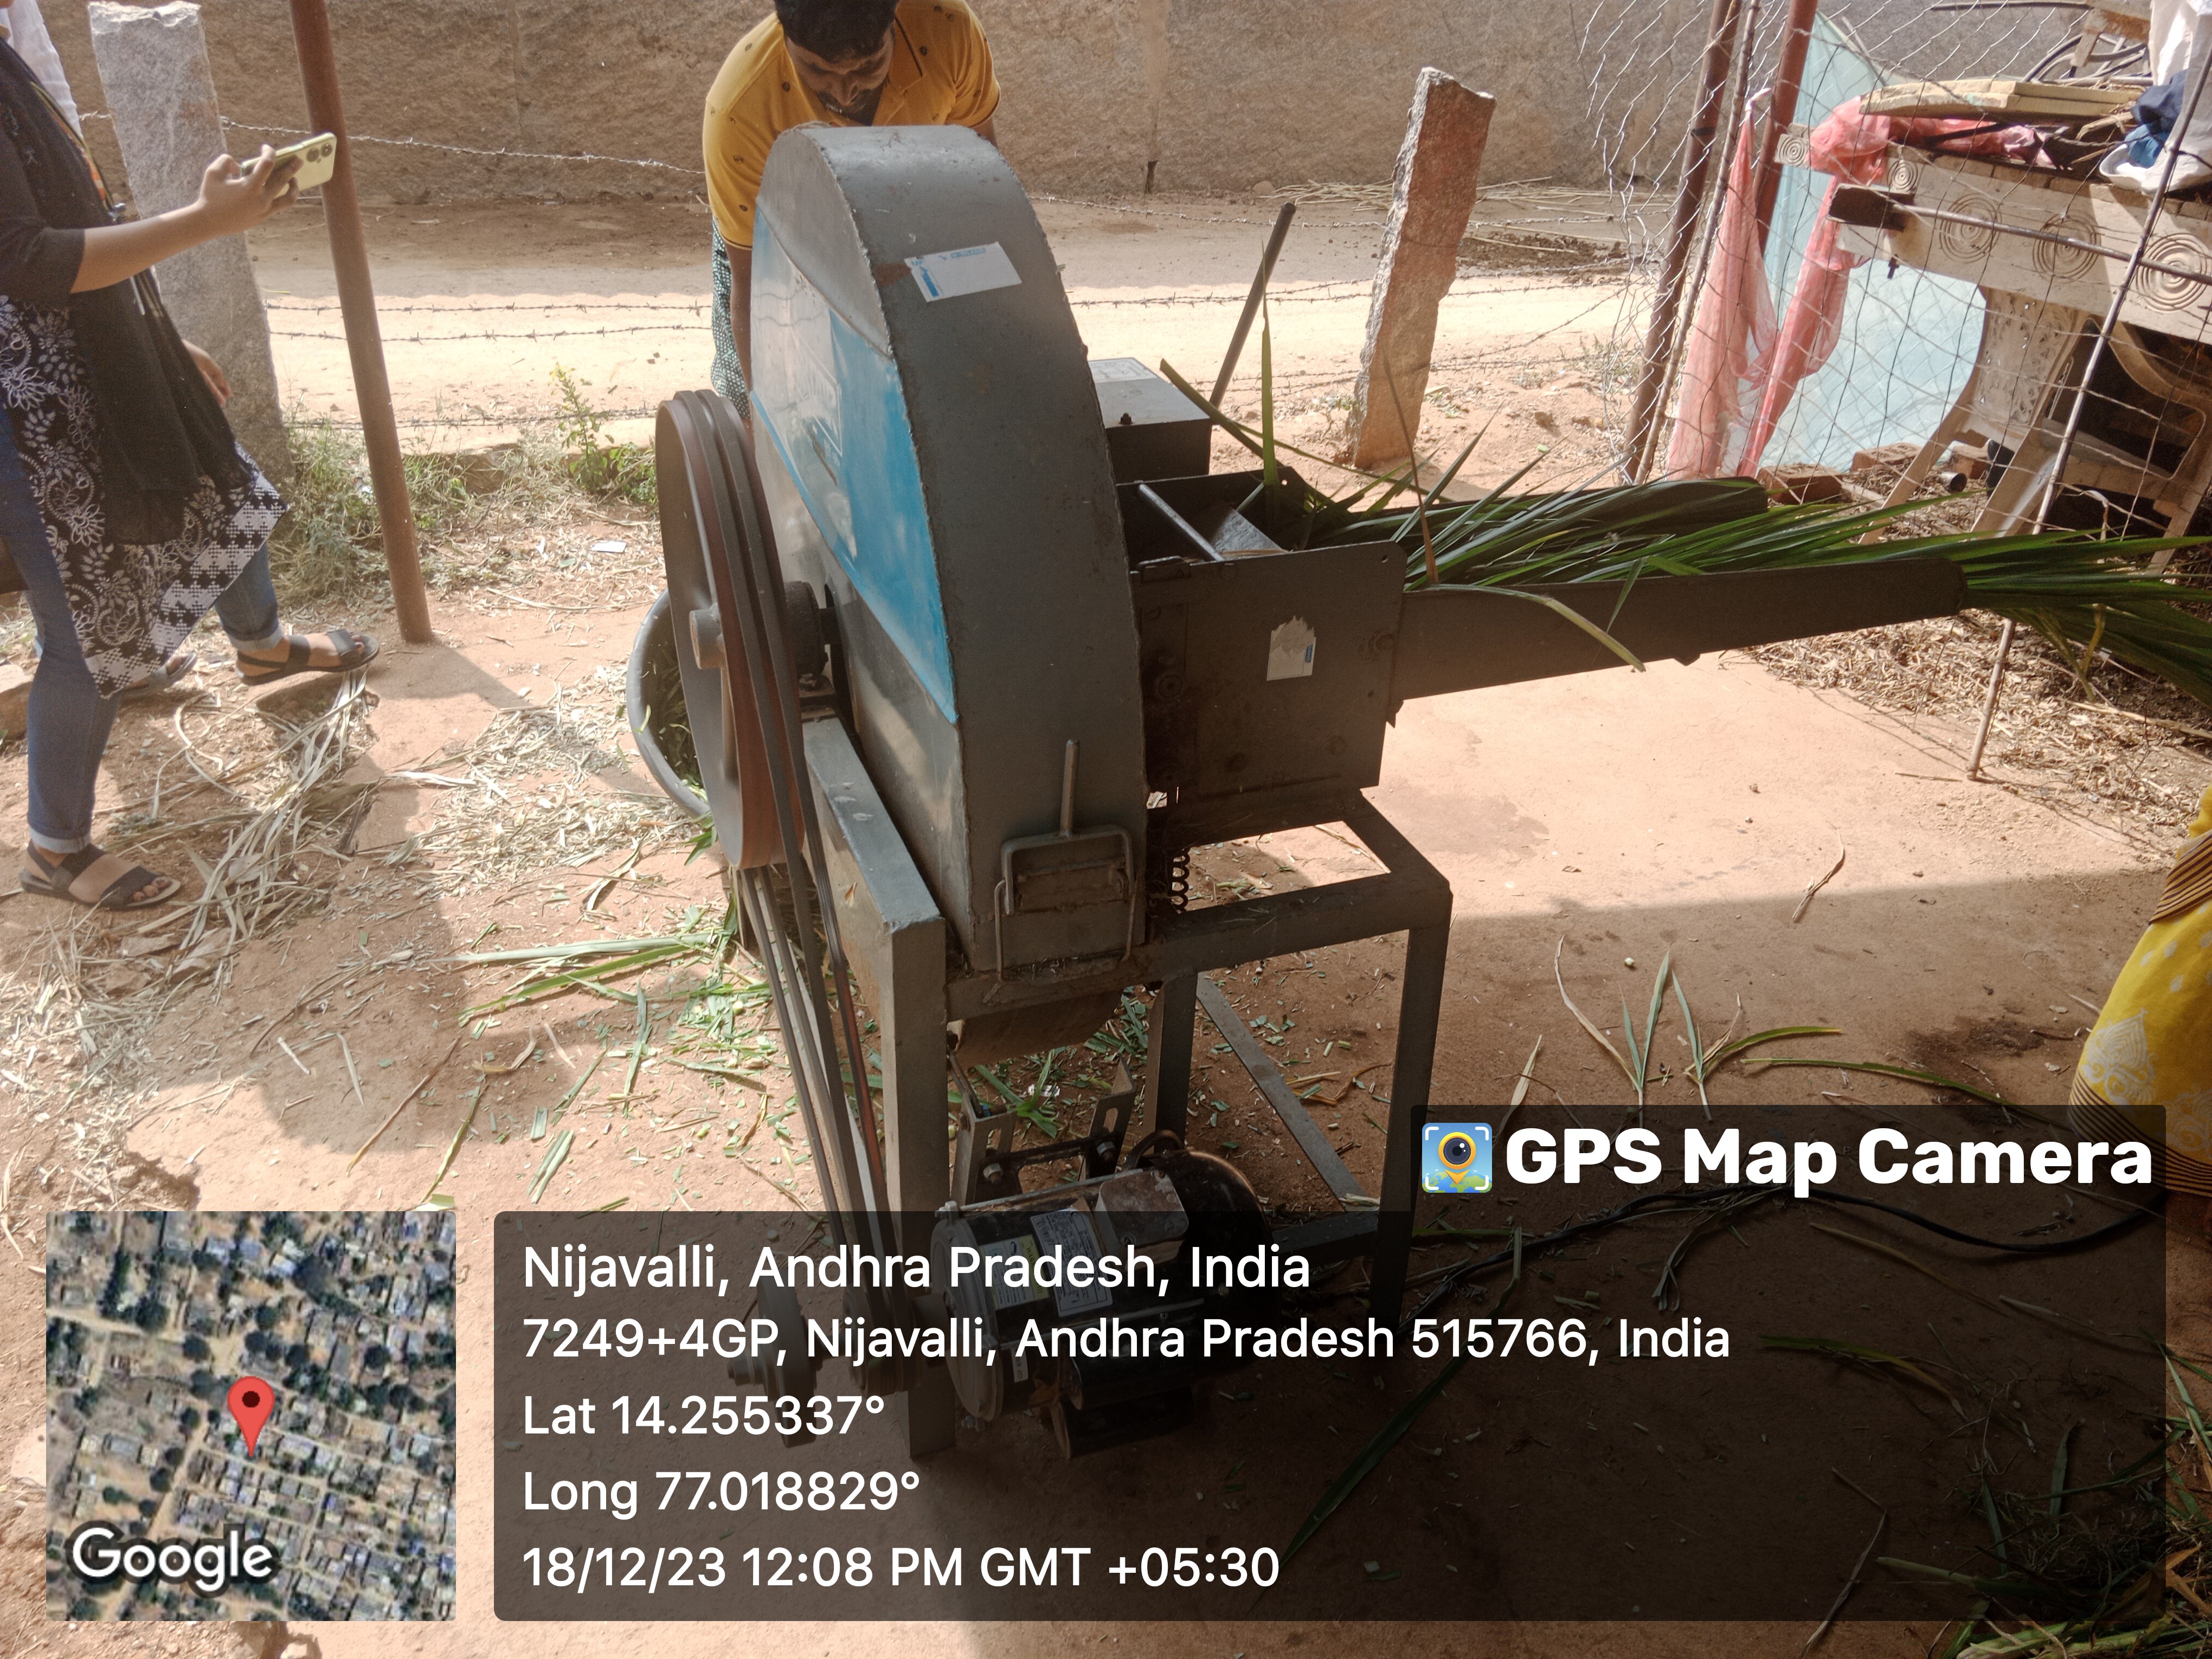 GPS Map Camera
Nijavalli, Andhra Pradesh, India
7249+4GP, Nijavalli, Andhra Pradesh 515766, India
Lat 14.255337°
Long 77.018829°
18/12/23 12:08 PM GMT +05:30
Google